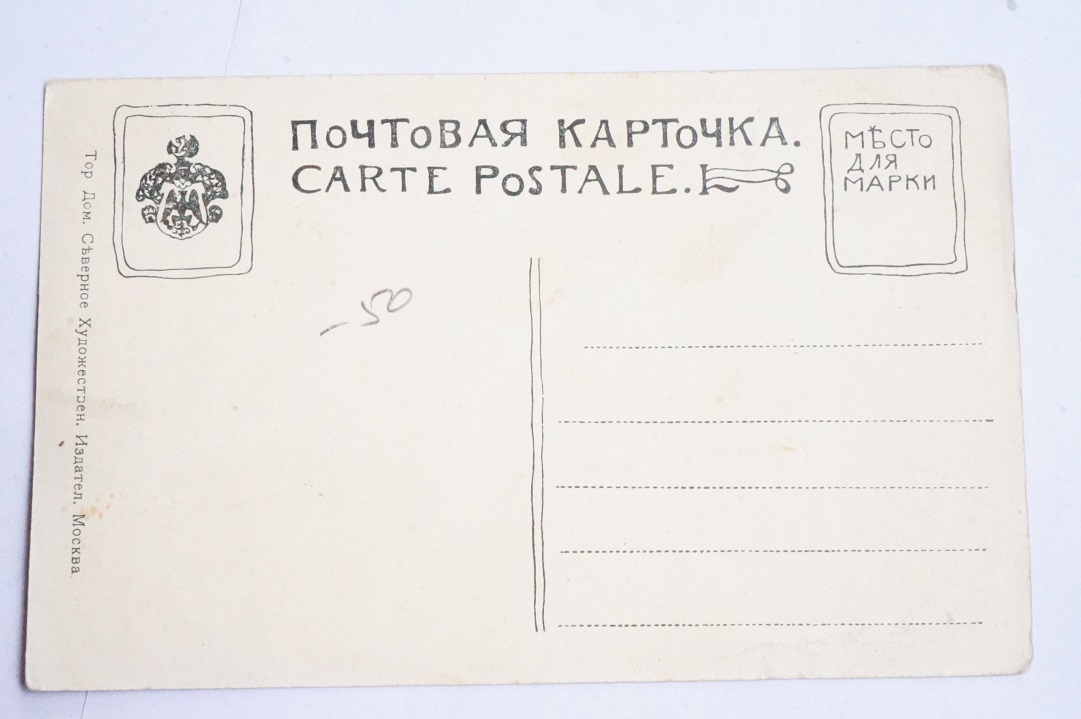 ПОЧТОВАЯ КАРТОЧКА.
CARTE POSTALE.
МѢСТО
ДЛЯ
МАРКИ
-50
Тор Дом. Сѣверное Художествен. Издател. Москва